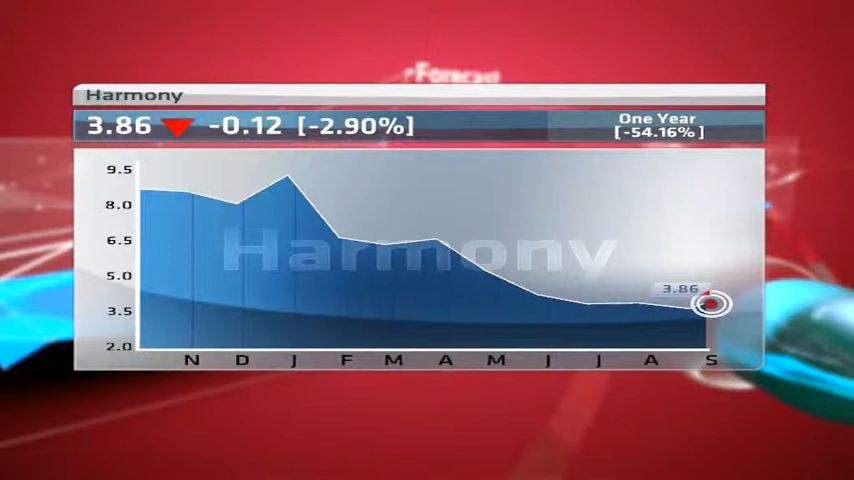 Forecast
Harmony
3.86 -0.12 [-2.90%]
One Year
[-54.16%]
9.5
8.0
6.5
5.0
3.5
2.0
Harmony
3.86
N D J F M A M J J A S